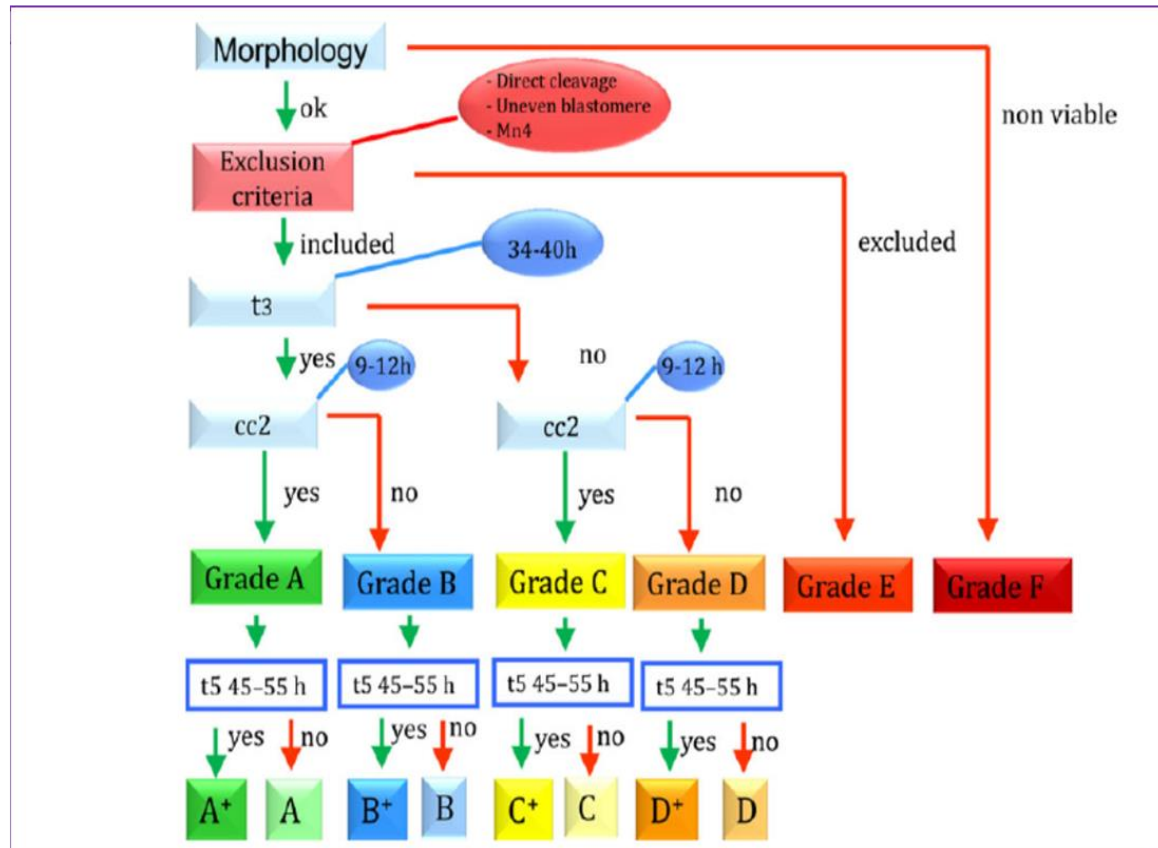 Morphology
ok
- Direct cleavage
- Uneven blastomere
- Mn4
non viable
Exclusion
criteria
included
34-40h
excluded
t3
yes
9-12h
no
9-12 h
cc2
cc2
yes
no
yes
no
Grade A
Grade B
Grade C
Grade D
Grade E
Grade F
t5 45–55 h
t5 45–55 h
t5 45–55 h
t5 45–55 h
yes
no
yes
no
yes
no
yes
no
A+
A
B+
B
C+
C
D+
D